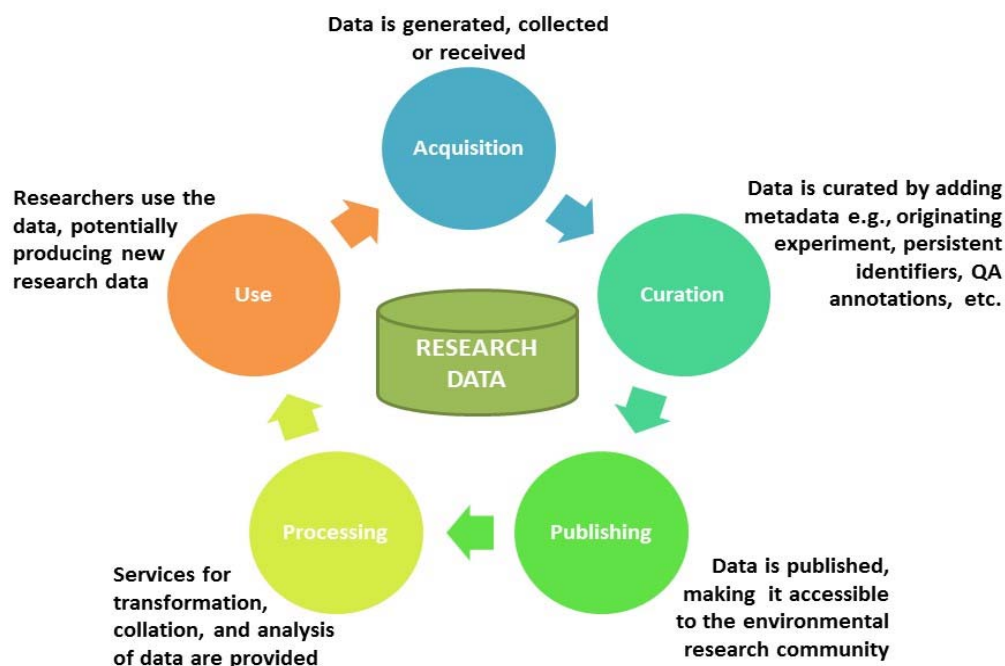 Data is generated, collected
or received
Acquisition
Data is curated by adding
metadata e.g., originating
experiment, persistent
identifiers, QA
annotations, etc.
Curation
Data is published,
making it accessible
to the environmental
research community
Publishing
Processing
Services for
transformation,
collation, and analysis
of data are provided
Researchers use the
data, potentially
producing new
research data
Use
RESEARCH
DATA